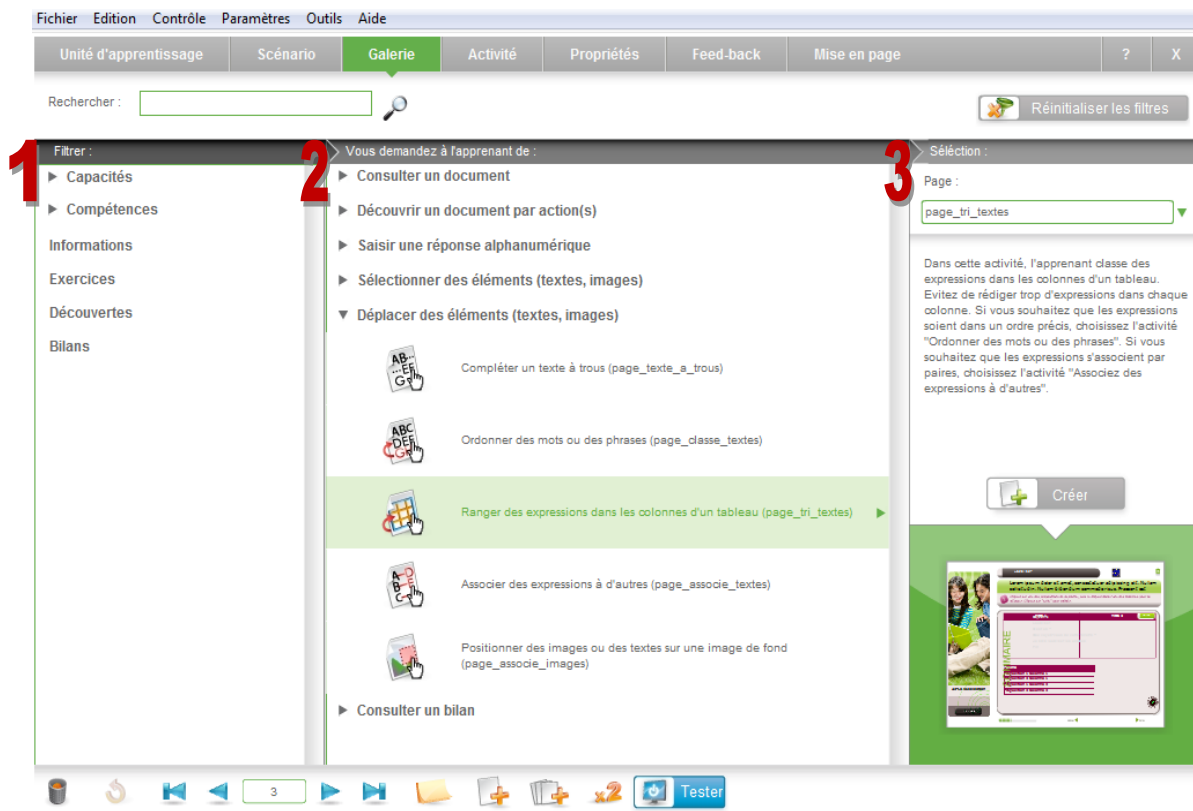 Fichier Edition Contrôle Paramètres Outils Aide
Unité d'apprentissage Scénario Galerie Activité Propriétés Feed-back Mise en page ? X
Rechercher :
Réinitialiser les filtres
1
Filtrer :
Capacités
Compétences
Informations
Exercices
Découvertes
Bilans
2
Vous demandez à l'apprenant de :
Consulter un document
Découvrir un document par action(s)
Saisir une réponse alphanumérique
Sélectionner des éléments (textes, images)
Déplacer des éléments (textes, images)
Compléter un texte à trous (page_texte_a_trous)
Ordonner des mots ou des phrases (page_classe_textes)
Ranger des expressions dans les colonnes d'un tableau (page_tri_textes)
Associer des expressions à d'autres (page_associe_textes)
Positionner des images ou des textes sur une image de fond
(page_associe_images)
Consulter un bilan
3
Séléction :
Page :
page_tri_textes
Dans cette activité, l'apprenant classe des
expressions dans les colonnes d'un tableau.
Evitez de rédiger trop d'expressions dans chaque
colonne. Si vous souhaitez que les expressions
soient dans un ordre précis, choisissez l'activité
"Ordonner des mots ou des phrases". Si vous
souhaitez que les expressions s'associent par
paires, choisissez l'activité "Associez des
expressions à d'autres".
Créer
3
x2
Tester